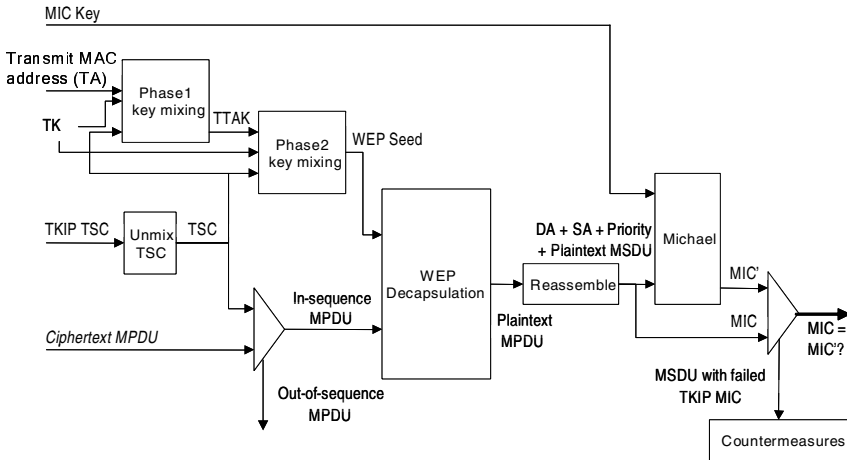 MIC Key
Transmit MAC
address (TA)
Phase1
key mixing
TK
TTAK
Phase2
key mixing
WEP Seed
TKIP TSC
Unmix
TSC
TSC
WEP
Decapsulation
DA + SA + Priority
+ Plaintext MSDU
Michael
Reassemble
In-sequence
MPDU
Plaintext
MPDU
MIC'
MIC
MIC =
MIC'?
Ciphertext MPDU
Out-of-sequence
MPDU
MSDU with failed
TKIP MIC
Countermeasures